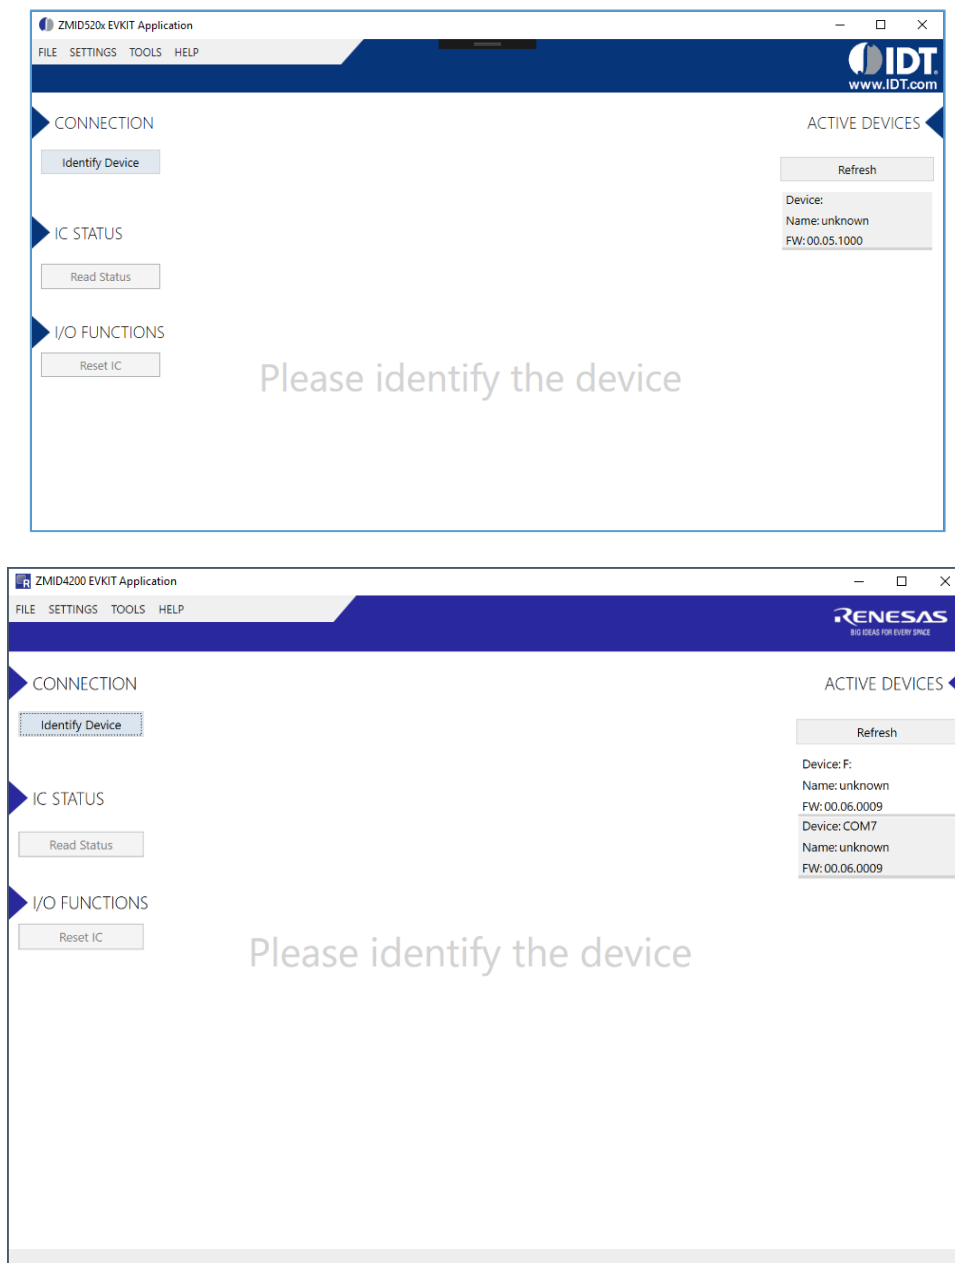 ZMID520x EVKIT Application
FILE SETTINGS TOOLS HELP
IDT
www.IDT.com
CONNECTION
ACTIVE DEVICES
Identify Device
Refresh
Device:
Name: unknown
FW: 00.05.1000
IC STATUS
Read Status
I/O FUNCTIONS
Reset IC
Please identify the device
R ZMID4200 EVKIT Application
FILE SETTINGS TOOLS HELP
RENESAS
BIG IDEAS FOR EVERY SPACE
CONNECTION
ACTIVE DEVICES
Identify Device
Refresh
Device: F:
Name: unknown
FW: 00.06.0009
Device: COM7
Name: unknown
FW: 00.06.0009
IC STATUS
Read Status
I/O FUNCTIONS
Reset IC
Please identify the device